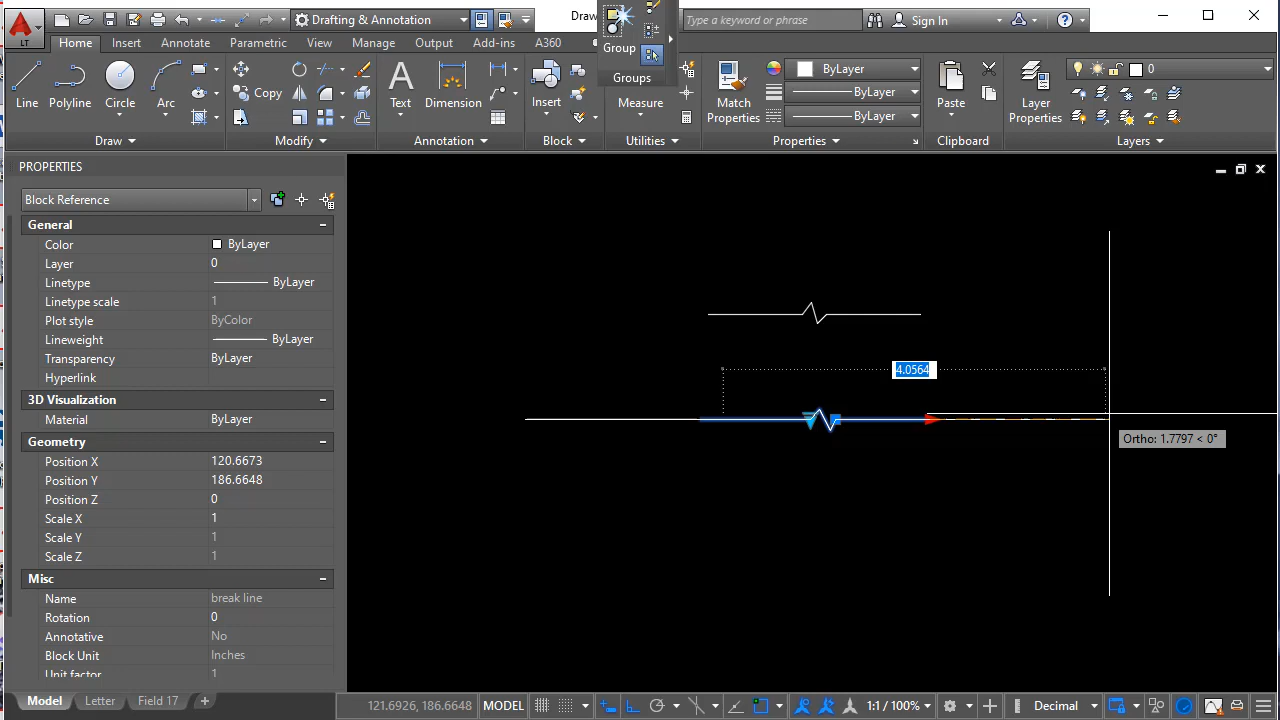 Drafting & Annotation
Draw
Type a keyword or phrase
Sign In
LT
Home Insert Annotate Parametric View Manage Output Add-ins A360
Group
Groups
Line Polyline Circle Arc
Copy
Text Dimension
Insert
Measure
Match
Properties
ByLayer
ByLayer
ByLayer
Paste
Layer
Properties
0
Draw Modify Annotation Block Utilities Properties Clipboard Layers
PROPERTIES
Block Reference
General
Color ByLayer
Layer 0
Linetype ByLayer
Linetype scale 1
Plot style ByColor
Lineweight ByLayer
Transparency ByLayer
Hyperlink
3D Visualization
Material ByLayer
Geometry
Position X 120.6673
Position Y 186.6648
Position Z 0
Scale X 1
Scale Y 1
Scale Z 1
Misc
Name break line
Rotation 0
Annotative No
Block Unit Inches
Unit factor 1
4.0564
Ortho: 1.7797 < 0°
Model Letter Field 17 +
121.6926, 186.6648 MODEL 1:1 / 100% Decimal